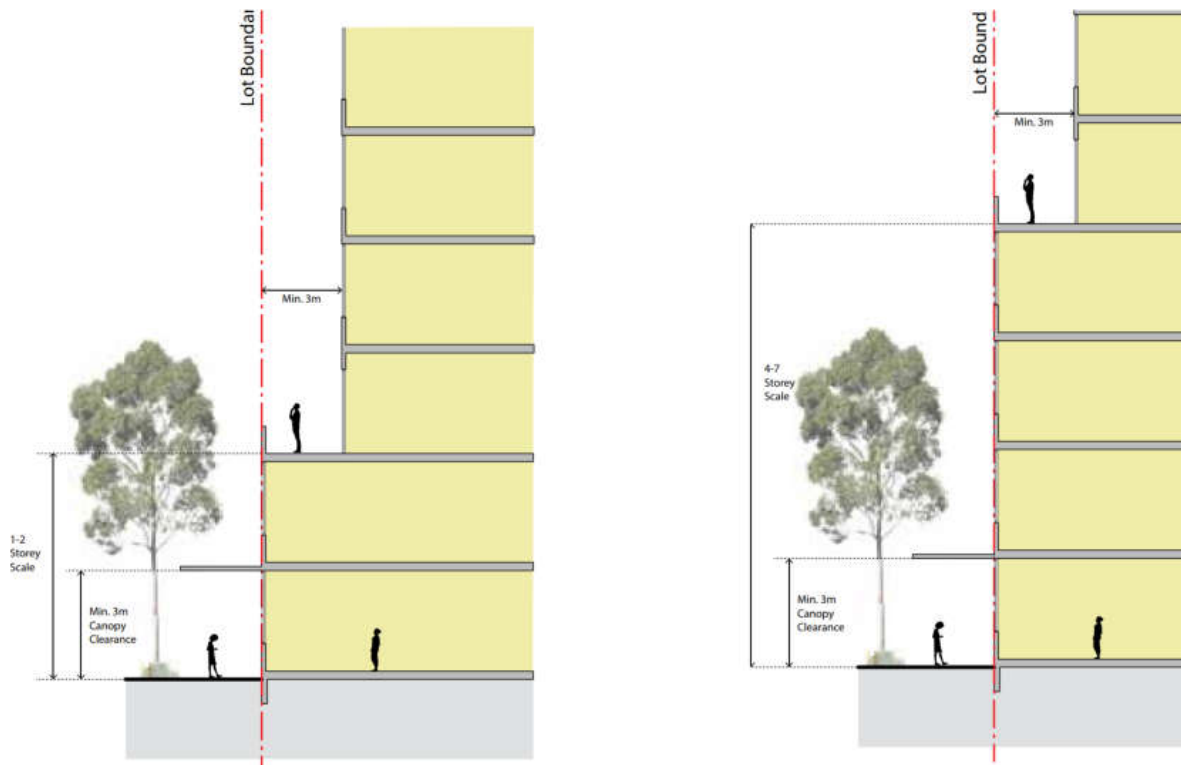 Lot Boundar
Min. 3m
1-2
Storey
Scale
Min. 3m
Canopy
Clearance
Lot Bound
Min. 3m
4-7
Storey
Scale
Min. 3m
Canopy
Clearance